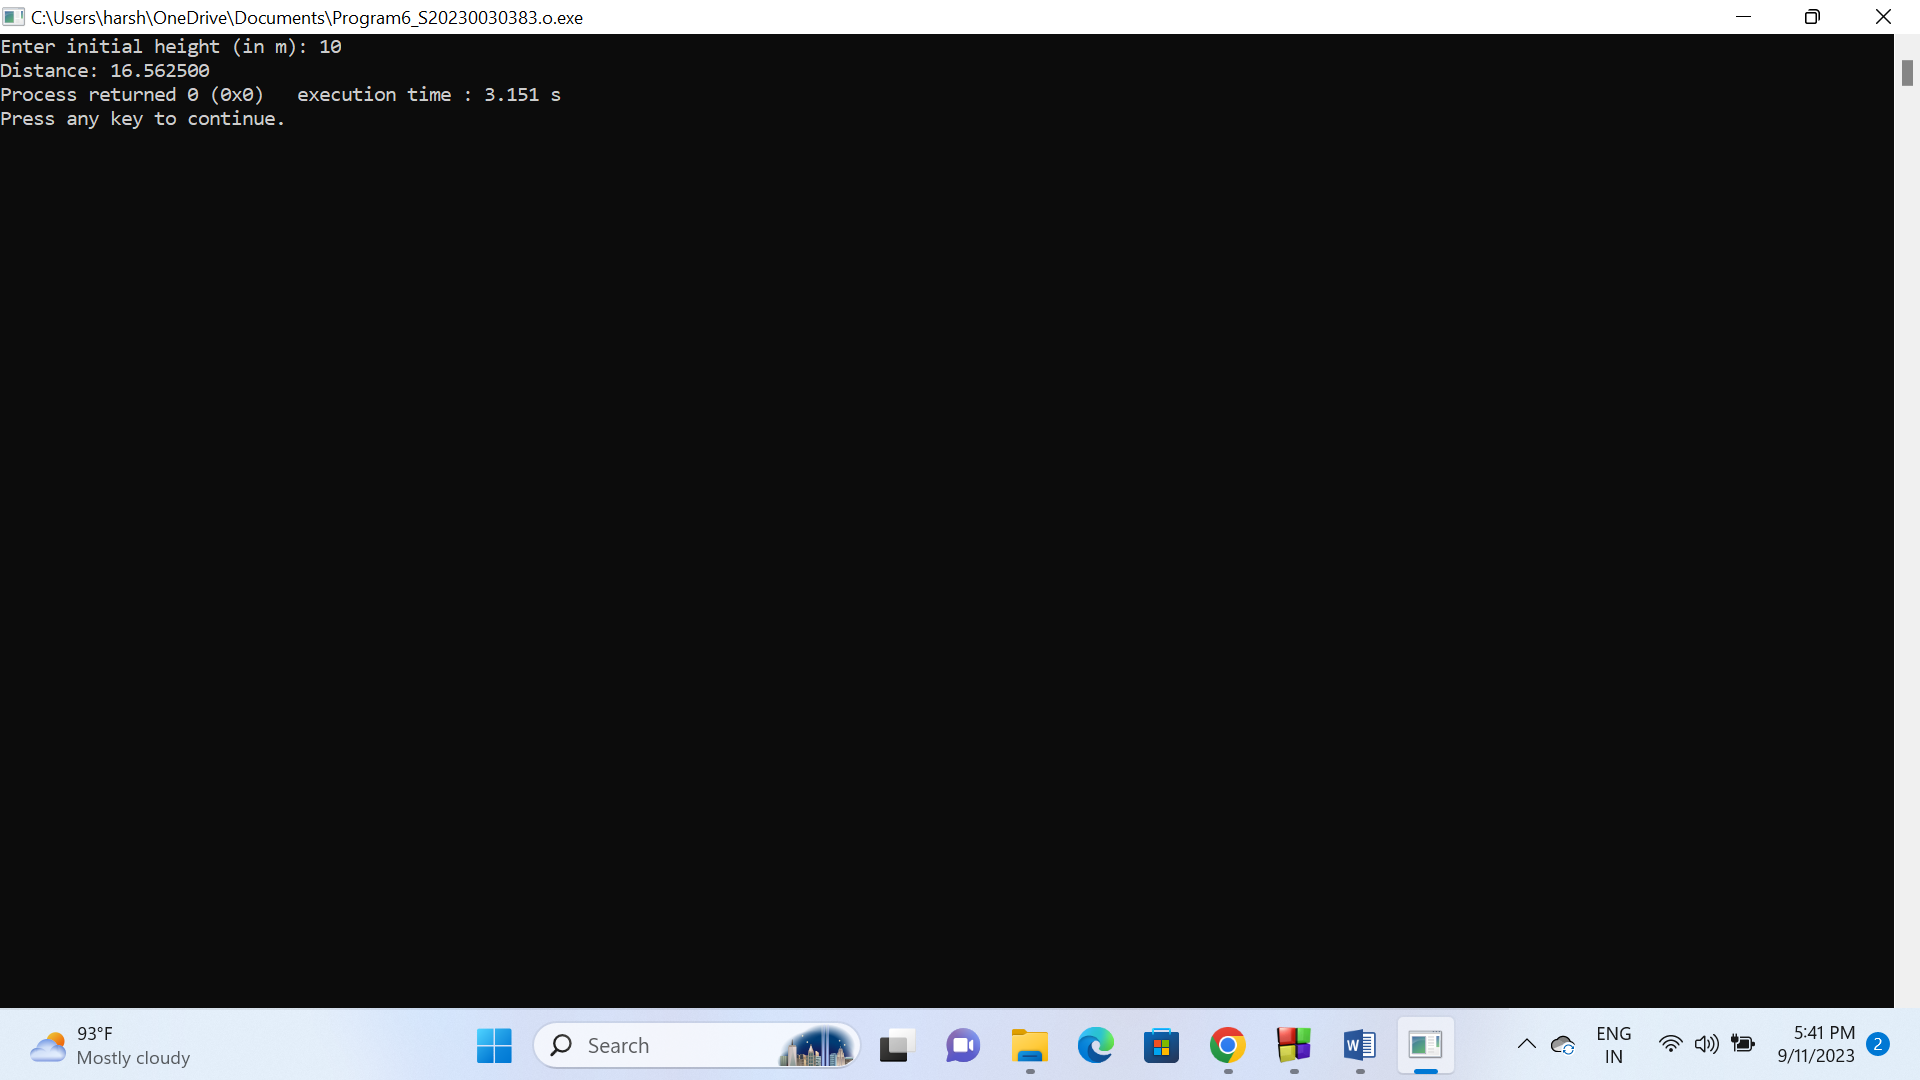 C:\Users\harsh\OneDrive\Documents\Program6_S20230030383.o.exe
Enter initial height (in m): 10
Distance: 16.562500
Process returned 0 (0x0)   execution time : 3.151 s
Press any key to continue.
93°F
Mostly cloudy
Search
W
ENG
IN
5:41 PM
9/11/2023
2